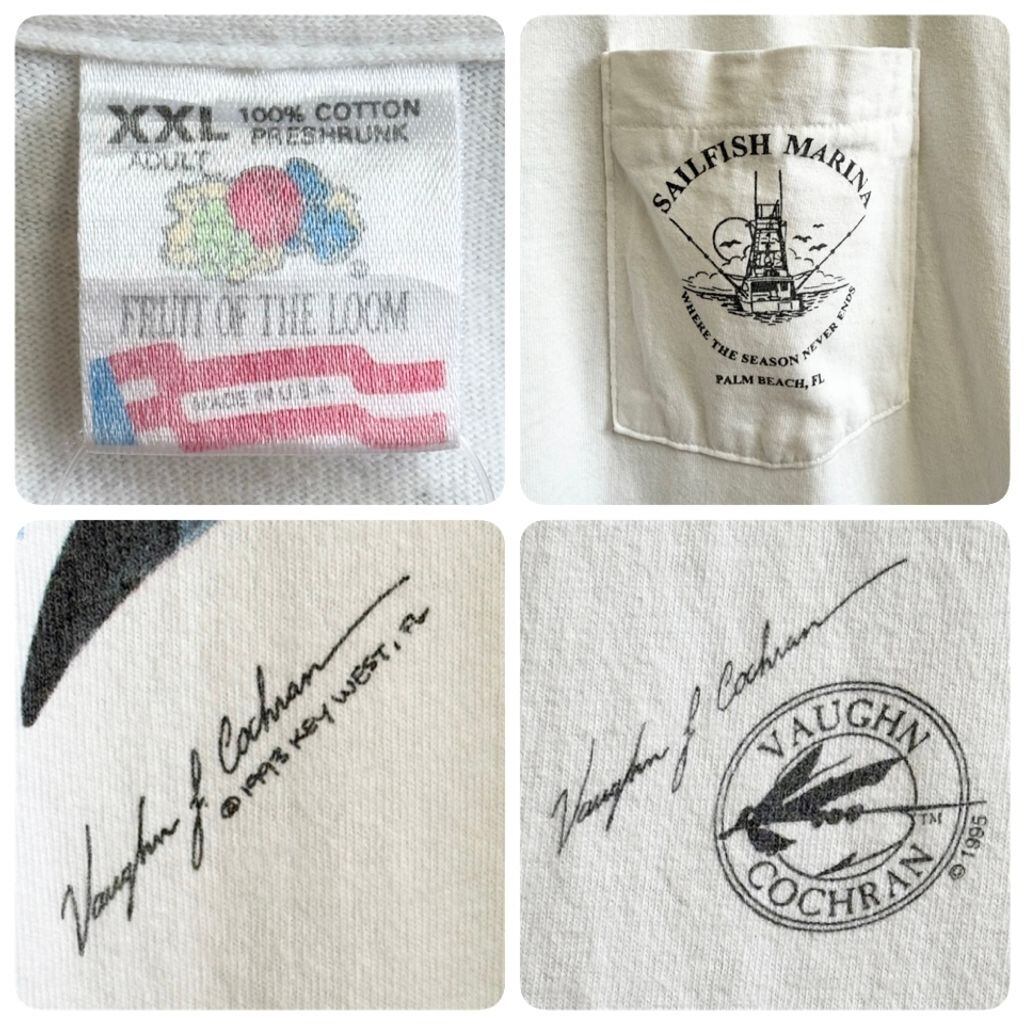 XXL 100% COTTON
PRESHRUNK
ADULT
®
FRUIT OF THE LOOM
MADE IN U.S.A.
SAILFISH MARINA
WHERE THE SEASON NEVER ENDS
PALM BEACH, FL
Vaughn J. Cochran
© 1993 KEY WEST, FL
Vaughn J Cochran
VAUGHN
COCHRAN
TM
© 1995